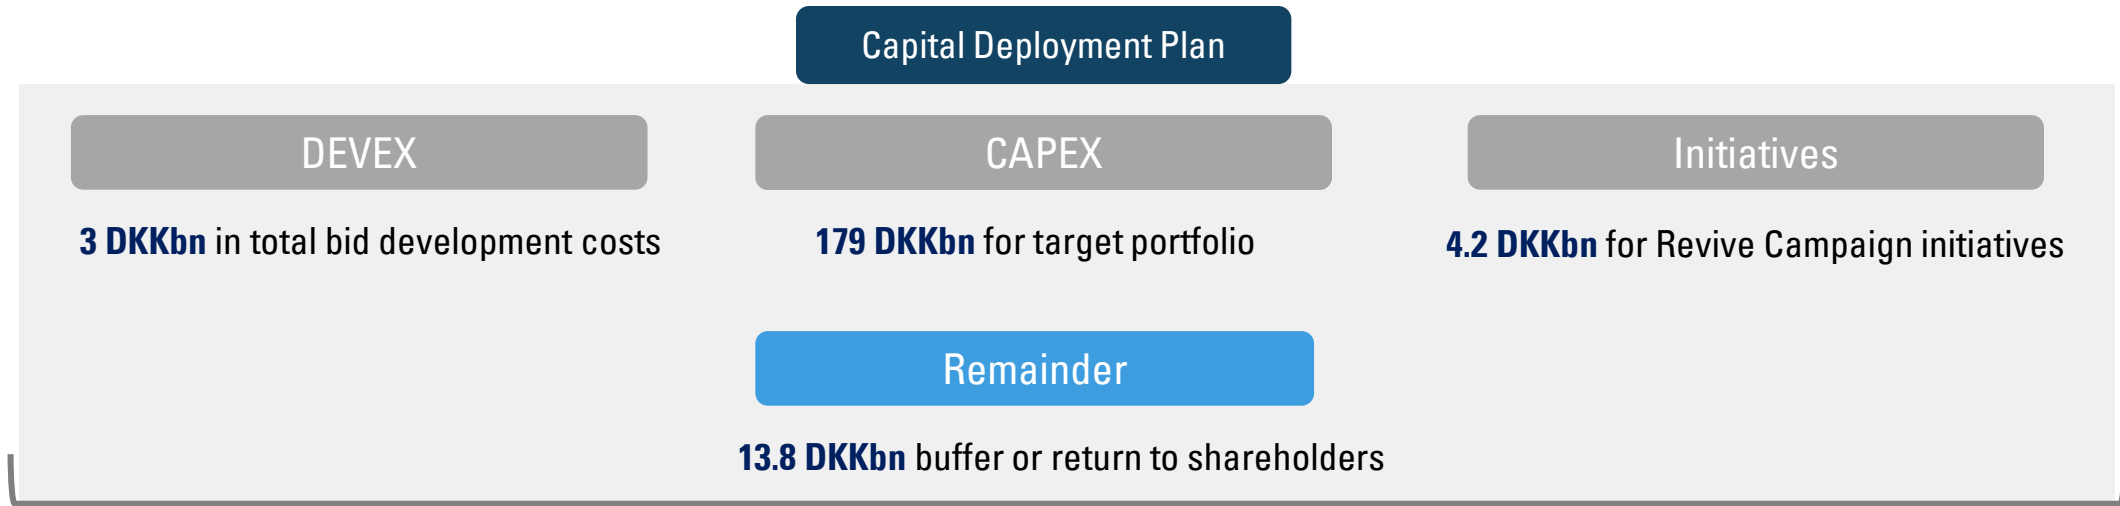 Capital Deployment Plan
DEVEX
3 DKKbn in total bid development costs
CAPEX
179 DKKbn for target portfolio
Initiatives
4.2 DKKbn for Revive Campaign initiatives
Remainder
13.8 DKKbn buffer or return to shareholders